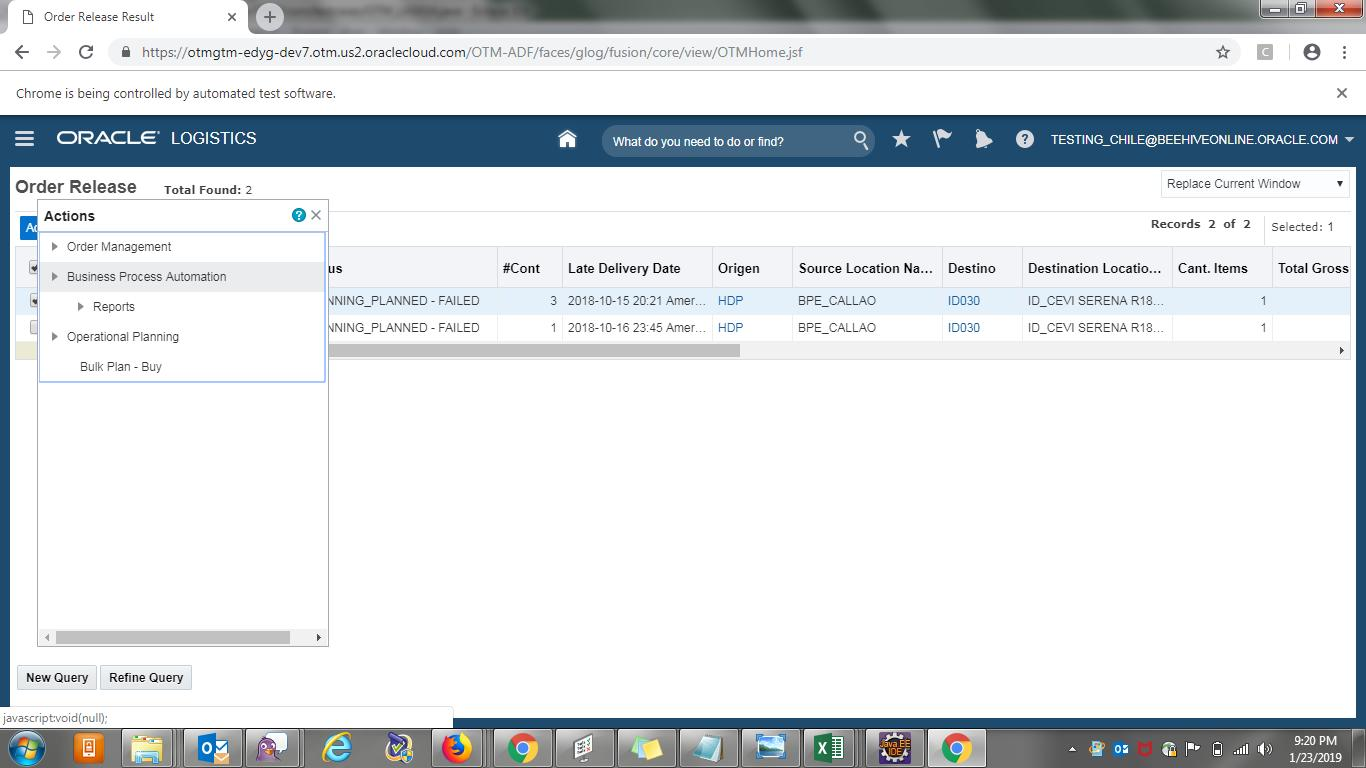 Order Release Result
https://otmgtm-edyg-dev7.otm.us2.oraclecloud.com/OTM-ADF/faces/glog/fusion/core/view/OTMHome.jsf
Chrome is being controlled by automated test software.
ORACLE LOGISTICS
What do you need to do or find?
TESTING_CHILE@BEEHIVEONLINE.ORACLE.COM
Order Release Total Found: 2
Replace Current Window
Records 2 of 2
Selected: 1
Actions
Order Management
Business Process Automation
Reports
Operational Planning
Bulk Plan - Buy
us #Cont Late Delivery Date Origen Source Location Na... Destino Destination Locatio... Cant. Items Total Gross
NNING_PLANNED - FAILED 3 2018-10-15 20:21 Amer... HDP BPE_CALLAO ID030 ID_CEVI SERENA R18... 1
NNING_PLANNED - FAILED 1 2018-10-16 23:45 Amer... HDP BPE_CALLAO ID030 ID_CEVI SERENA R18... 1
New Query Refine Query
javascript:void(null);
Java EE
IDE
9:20 PM
1/23/2019